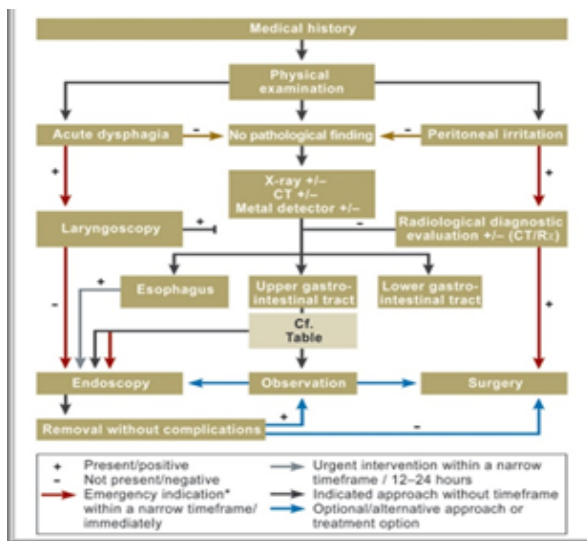 Medical history
Physical
examination
Acute dysphagia
-
No pathological finding
-
Peritoneal irritation
+
+
X-ray +/–
CT +/–
Metal detector +/–
Laryngoscopy
+
-
Radiological diagnostic
evaluation +/– (CT/Rx)
+
Esophagus
Upper gastro-
intestinal tract
Lower gastro-
intestinal tract
-
+
Cf.
Table
Endoscopy
Observation
Surgery
Removal without complications
+
-
+ Present/positive
- Not present/negative
Emergency indication*
within a narrow timeframe/
immediately
Urgent intervention within a narrow
timeframe / 12–24 hours
Indicated approach without timeframe
Optional/alternative approach or
treatment option